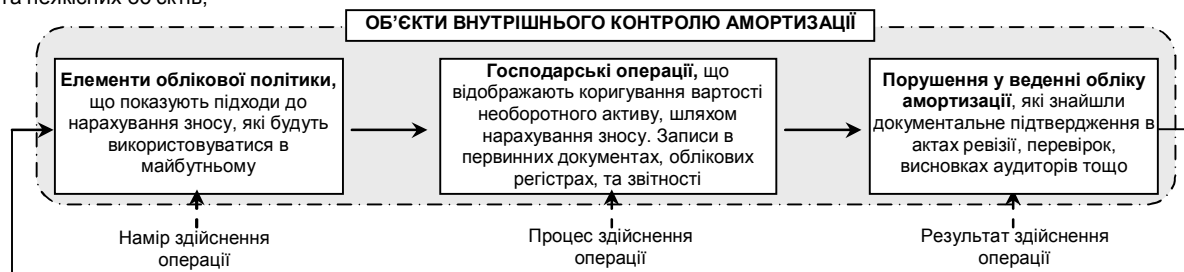 та неякісних об'єктів;
ОБ'ЄКТИ ВНУТРІШНЬОГО КОНТРОЛЮ АМОРТИЗАЦІЇ
Елементи облікової політики,
що показують підходи до
нарахування зносу, які будуть
використовуватися в
майбутньому
Господарські операції, що
відображають коригування вартості
необоротного активу, шляхом
нарахування зносу. Записи в
первинних документах, облікових
регістрах, та звітності
Порушення у веденні обліку
амортизації, які знайшли
документальне підтвердження в
актах ревізії, перевірок,
висновках аудиторів тощо
Намір здійснення
операції
Процес здійснення
операції
Результат здійснення
операції